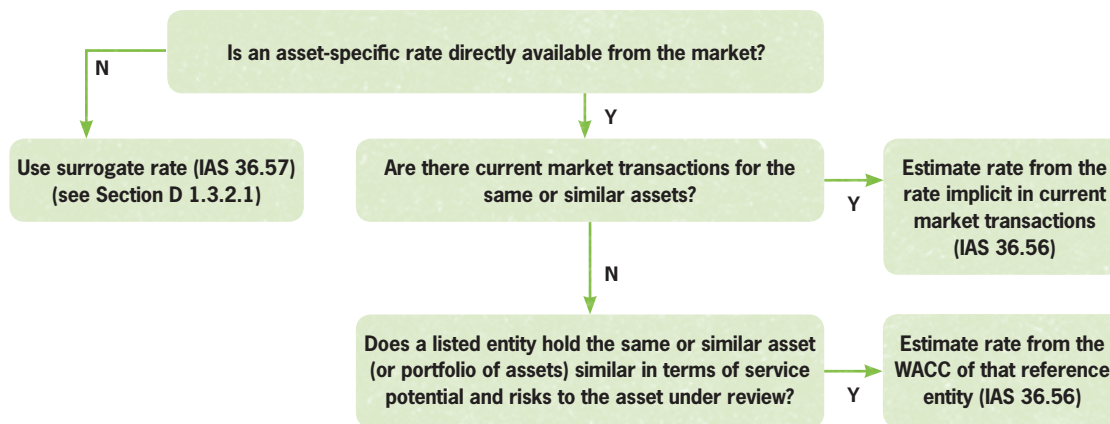 Is an asset-specific rate directly available from the market?
N
Y
Use surrogate rate (IAS 36.57)
(see Section D 1.3.2.1)
Are there current market transactions for the
same or similar assets?
Y
Estimate rate from the
rate implicit in current
market transactions
(IAS 36.56)
N
Does a listed entity hold the same or similar asset
(or portfolio of assets) similar in terms of service
potential and risks to the asset under review?
Y
Estimate rate from the
WACC of that reference
entity (IAS 36.56)